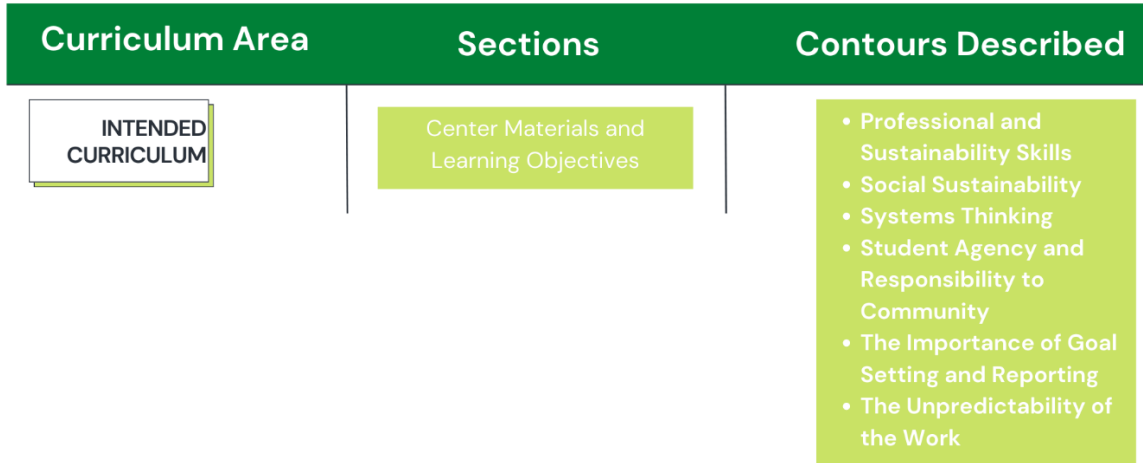 Curriculum Area
Sections
Contours Described
INTENDED
CURRICULUM
Center Materials and
Learning Objectives
• Professional and
Sustainability Skills
• Social Sustainability
• Systems Thinking
• Student Agency and
Responsibility to
Community
• The Importance of Goal
Setting and Reporting
• The Unpredictability of
the Work